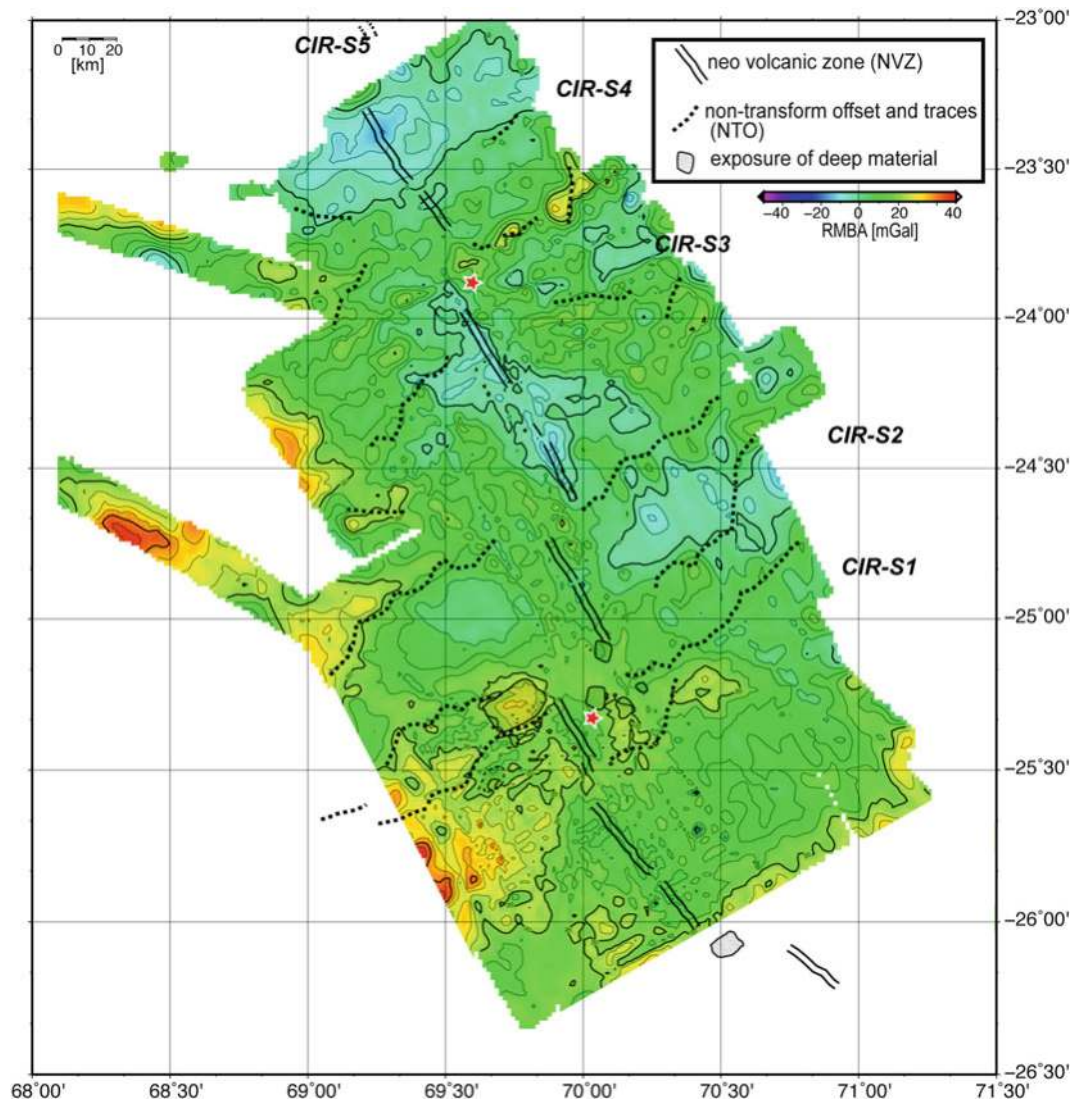 −23˚00'
CIR-S5
0 10 20
[km]
neo volcanic zone (NVZ)
CIR-S4
non-transform offset and traces
(NTO)
exposure of deep material
−23˚30'
−40 −20 0 20 40
RMBA [mGal]
CIR-S3
−24˚00'
CIR-S2
−24˚30'
CIR-S1
−25˚00'
−25˚30'
−26˚00'
−26˚30'
68˚00' 68˚30' 69˚00' 69˚30' 70˚00' 70˚30' 71˚00' 71˚30'